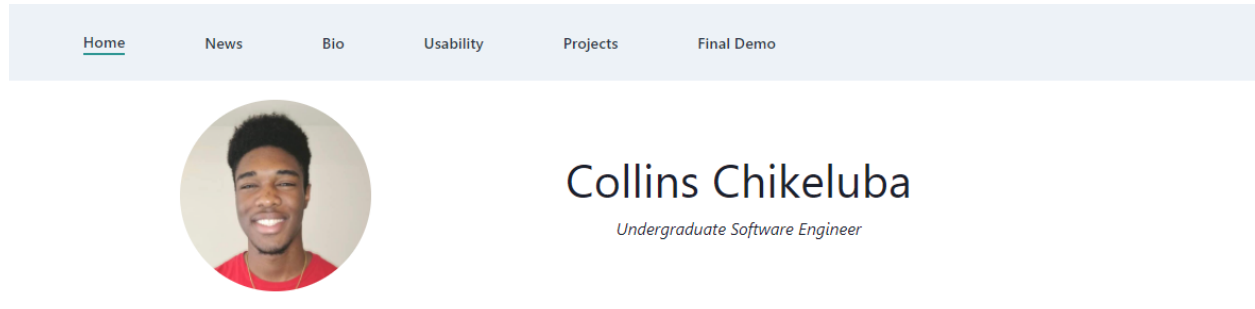 Home News Bio Usability Projects Final Demo
Collins Chikeluba
Undergraduate Software Engineer